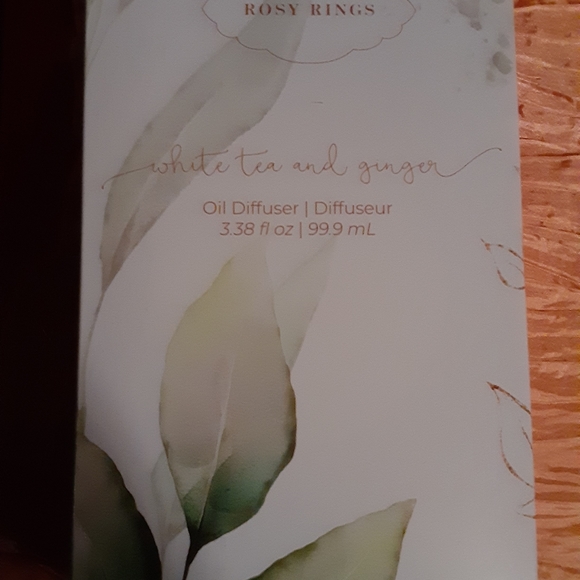 ROSY RINGS
white tea and ginger
Oil Diffuser | Diffuseur
3.38 fl oz | 99.9 mL